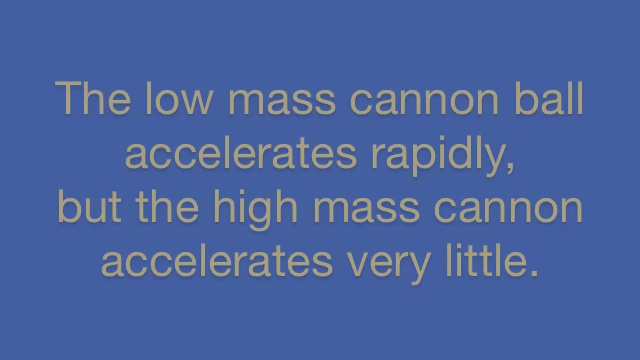 The low mass cannon ball
accelerates rapidly,
but the high mass cannon
accelerates very little.